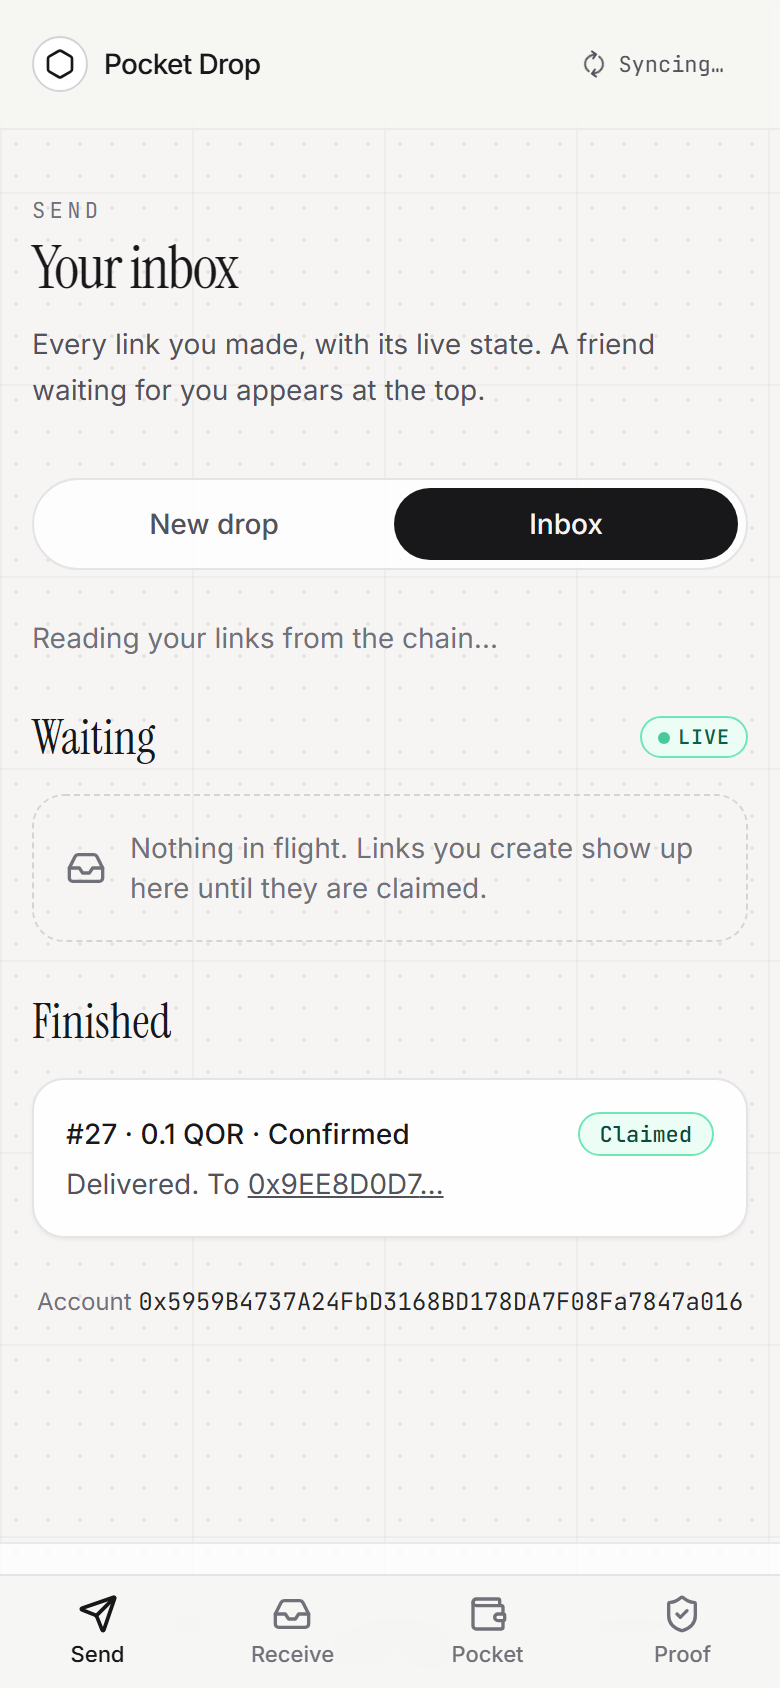 Pocket Drop
Syncing…
SEND
Your inbox
Every link you made, with its live state. A friend
waiting for you appears at the top.
New drop
Inbox
Reading your links from the chain…
Waiting
LIVE
Nothing in flight. Links you create show up
here until they are claimed.
Finished
#27 · 0.1 QOR · Confirmed
Claimed
Delivered. To 0x9EE8D0D7…
Account 0x5959B4737A24FbD3168BD178DA7F08Fa7847a016
Send
Receive
Pocket
Proof